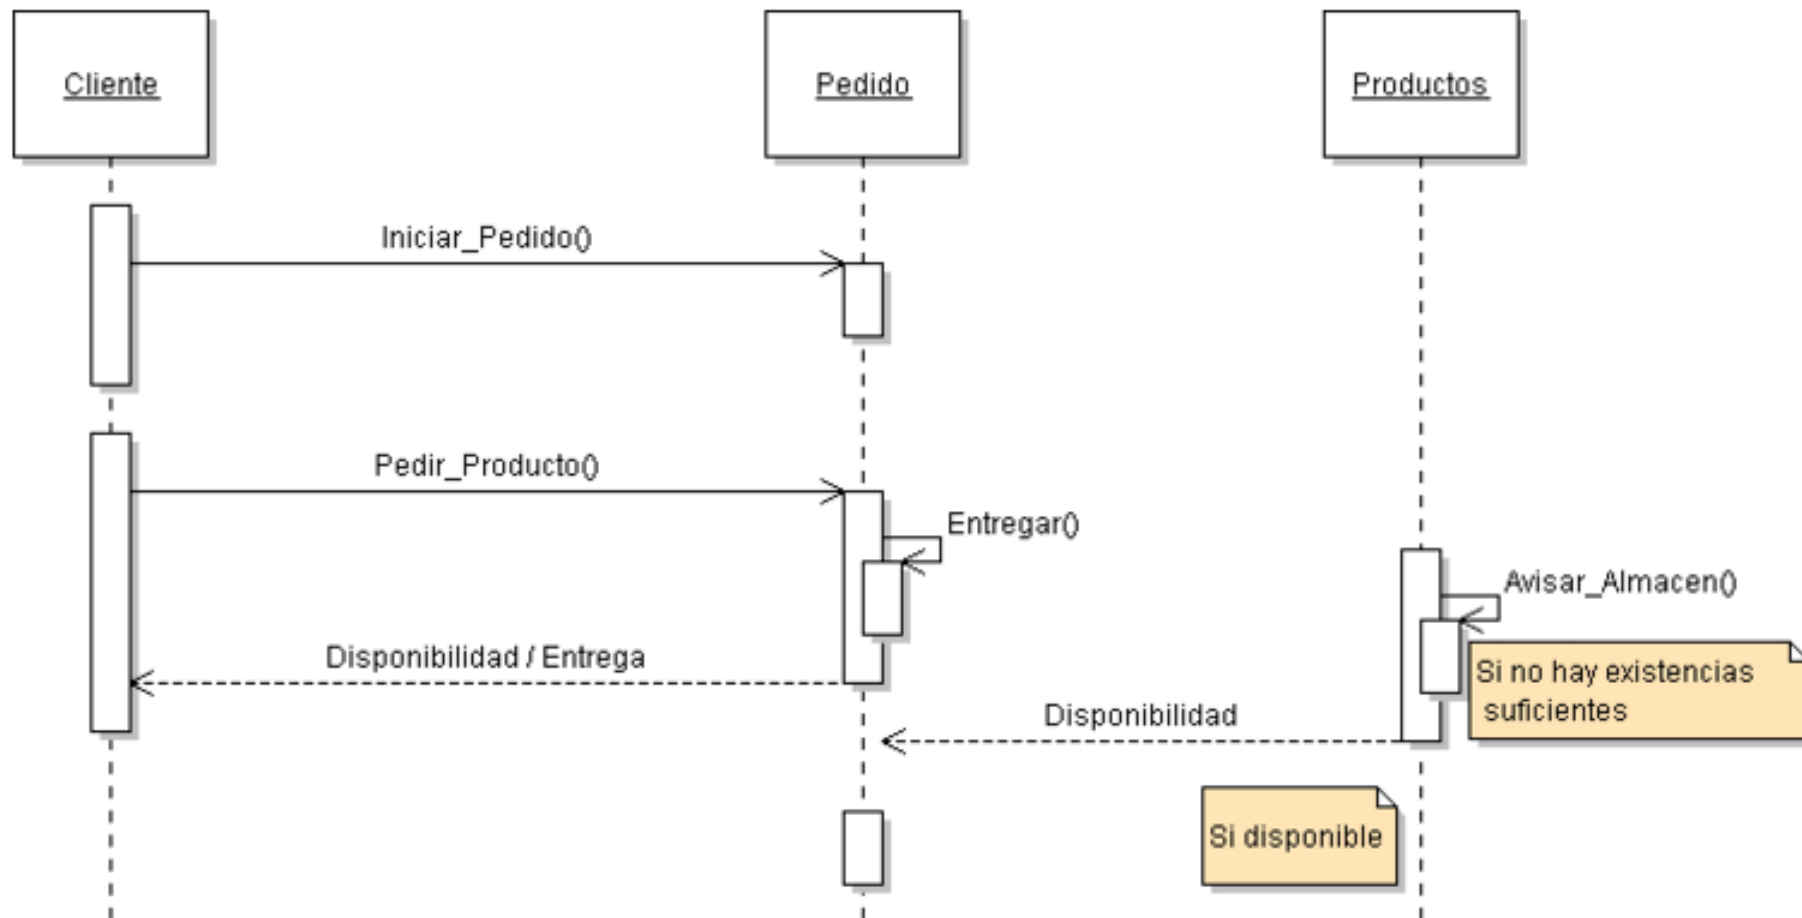 Cliente
Pedido
Productos
Iniciar_Pedido()
Pedir_Producto()
Entregar()
Avisar_Almacen()
Disponibilidad / Entrega
Si no hay existencias
suficientes
Disponibilidad
Si disponible